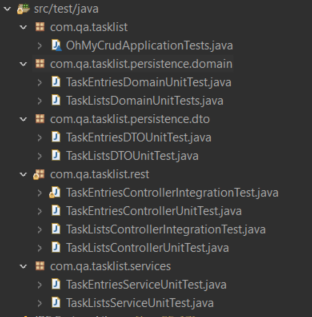 src/test/java
com.qa.tasklist
OhMyCrudApplicationTests.java
com.qa.tasklist.persistence.domain
TaskEntriesDomainUnitTest.java
TaskListsDomainUnitTests.java
com.qa.tasklist.persistence.dto
TaskEntriesDTOUnitTest.java
TaskListsDTOUnitTest.java
com.qa.tasklist.rest
TaskEntriesControllerIntegrationTest.java
TaskEntriesControllerUnitTest.java
TaskListsControllerIntegrationTest.java
TaskListsControllerUnitTest.java
com.qa.tasklist.services
TaskEntriesServiceUnitTest.java
TaskListsServiceUnitTest.java